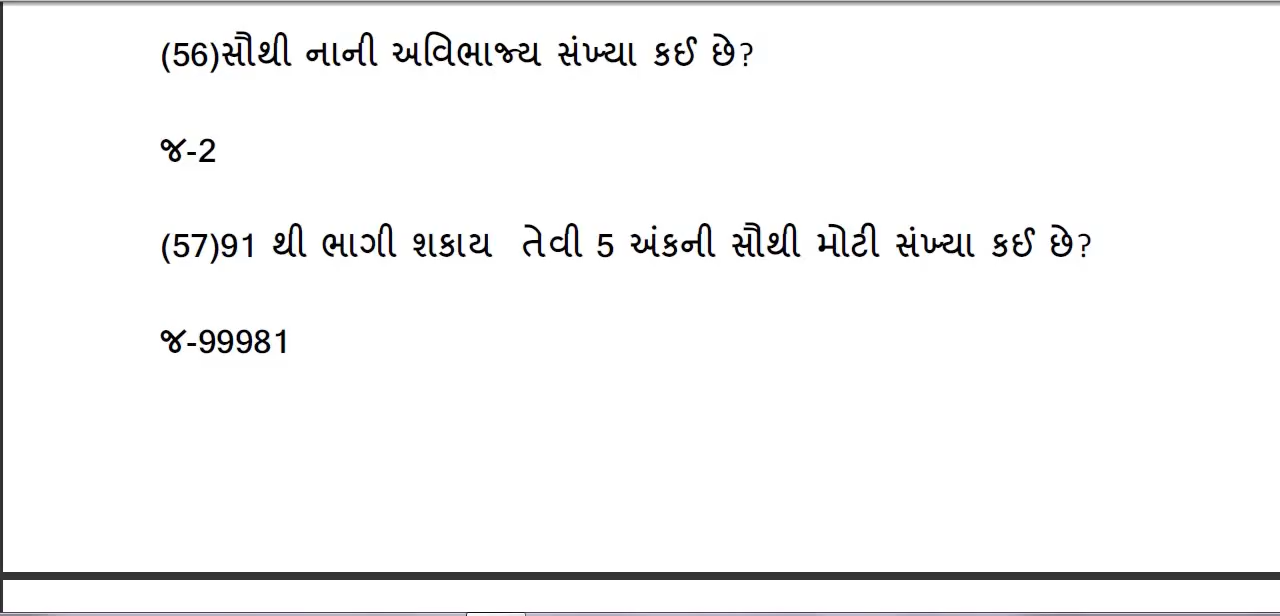 (56)સૌથી નાની અવિભાજ્ય સંખ્યા કઈ છે?
જ-2
(57)91 થી ભાગી શકાય તેવી 5 અંકની સૌથી મોટી સંખ્યા કઈ છે?
જ-99981